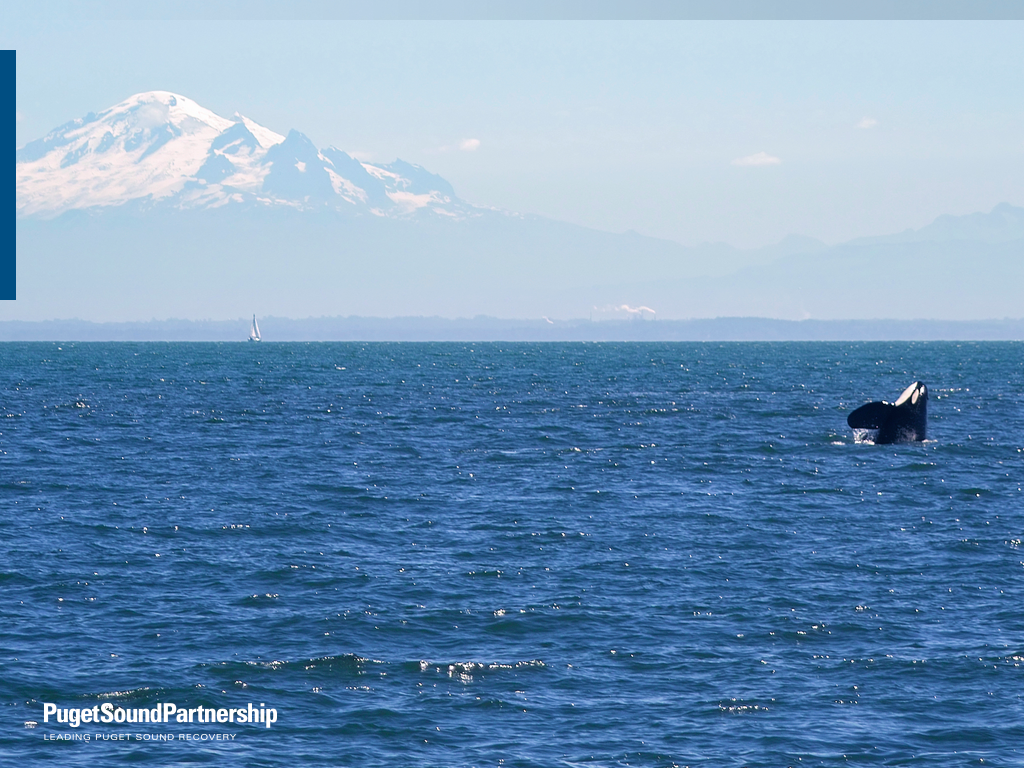 PugetSoundPartnership
LEADING PUGET SOUND RECOVERY